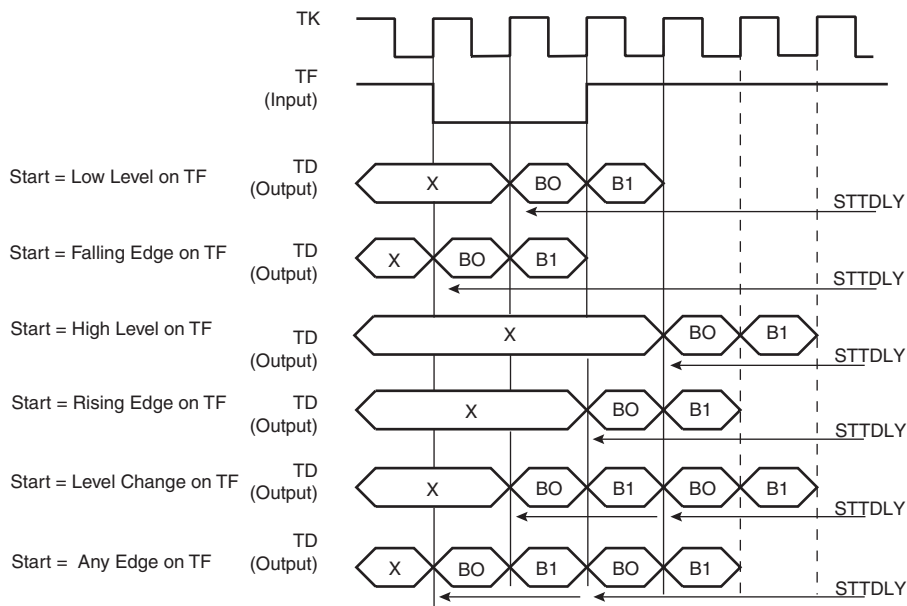 TK
TF
(Input)
Start = Low Level on TF
TD
(Output)
X
BO
B1
STTDLY
Start = Falling Edge on TF
TD
(Output)
X
BO
B1
STTDLY
Start = High Level on TF
TD
(Output)
X
BO
B1
STTDLY
Start = Rising Edge on TF
TD
(Output)
X
BO
B1
STTDLY
Start = Level Change on TF
TD
(Output)
X
BO
B1
BO
B1
STTDLY
Start = Any Edge on TF
TD
(Output)
X
BO
B1
BO
B1
STTDLY